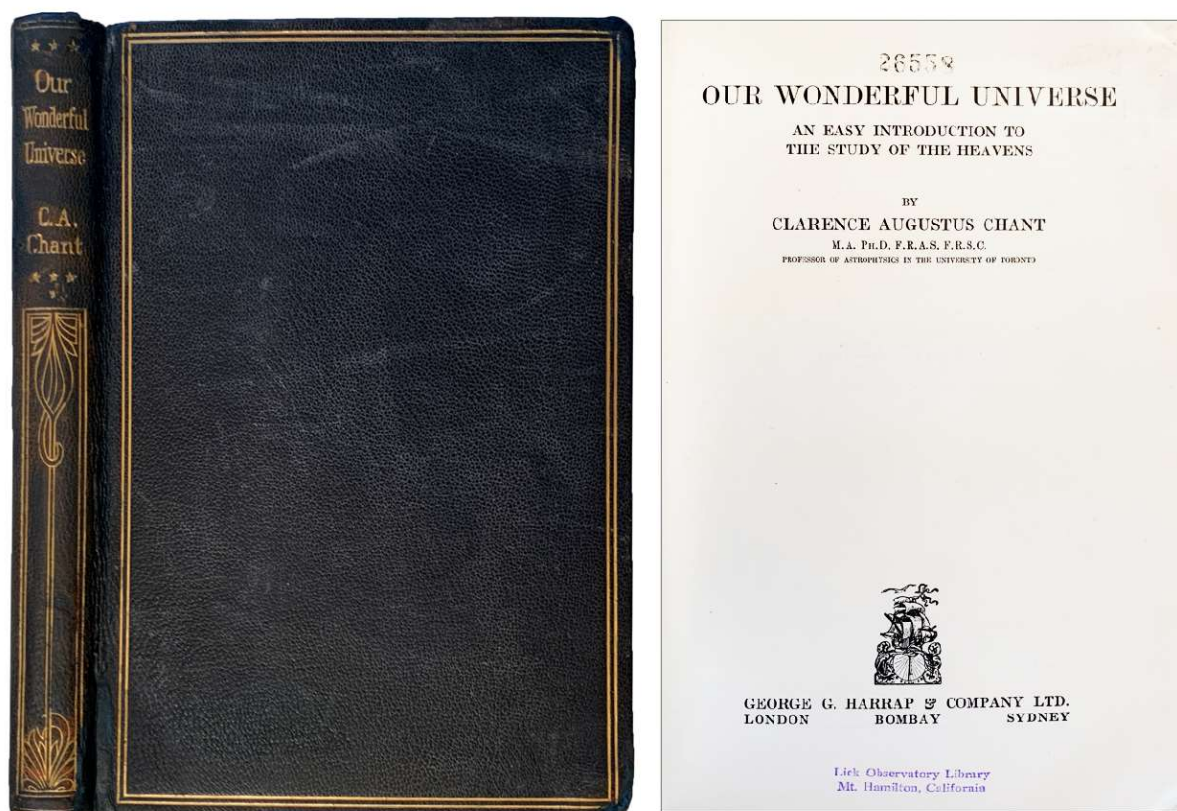 Our
Wonderful
Universe
C.A.
Chant
26558
OUR WONDERFUL UNIVERSE
AN EASY INTRODUCTION TO
THE STUDY OF THE HEAVENS
BY
CLARENCE AUGUSTUS CHANT
M.A. PH.D. F.R.A.S. F.R.S.C.
PROFESSOR OF ASTROPHYSICS IN THE UNIVERSITY OF TORONTO
GEORGE G. HARRAP & COMPANY LTD.
LONDON BOMBAY SYDNEY
Lick Observatory Library
Mt. Hamilton, California